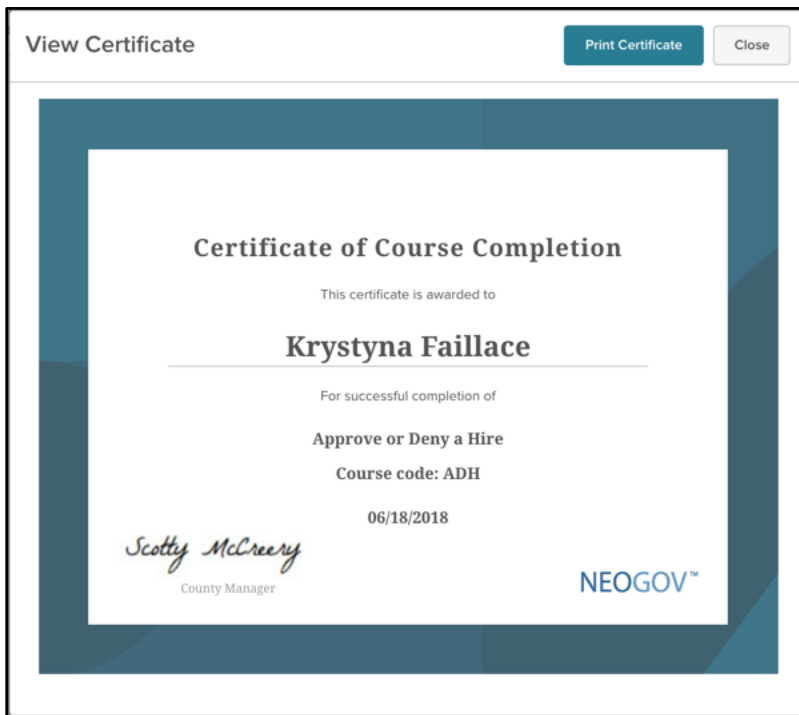 View Certificate
Print Certificate
Close
Certificate of Course Completion
This certificate is awarded to
Krystyna Faillace
For successful completion of
Approve or Deny a Hire
Course code: ADH
06/18/2018
Scotty McCreery
County Manager
NEOGOV™